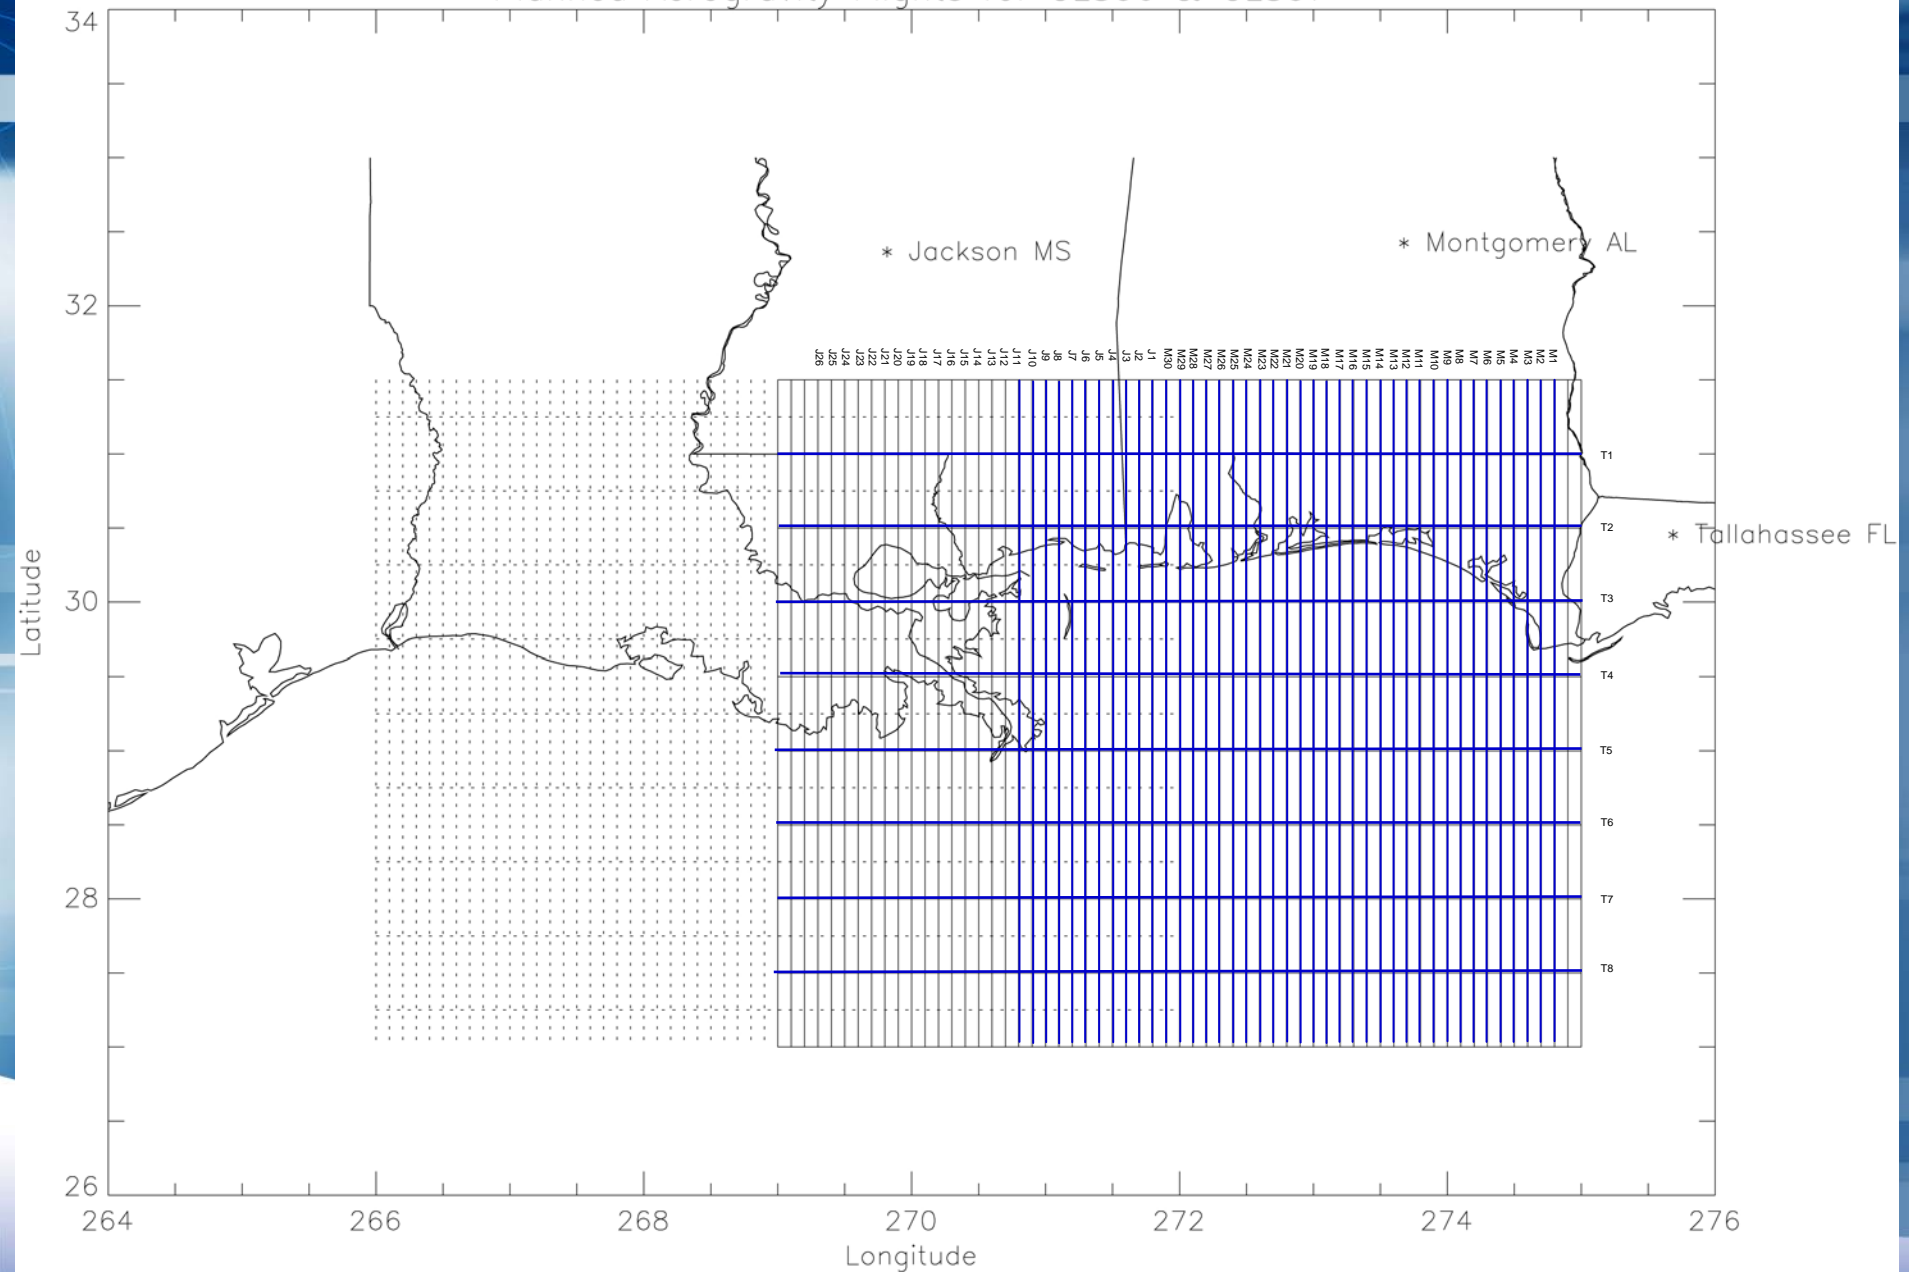 34
Jackson MS
Montgomery AL
32
J26 J25 J24 J23 J22 J21 J20 J19 J18 J17 J16 J15 J14 J13 J12 J11 J10 J9 J8 J7 J6 J5 J4 J3 J2 J1 M30 M29 M28 M27 M26 M25 M24 M23 M22 M21 M20 M19 M18 M17 M16 M15 M14 M13 M12 M11 M10 M9 M8 M7 M6 M5 M4 M3 M2 M1
T1
T2
Tallahassee FL
Latitude
30
T3
T4
T5
T6
28
T7
T8
26
264 266 268 270 272 274 276
Longitude